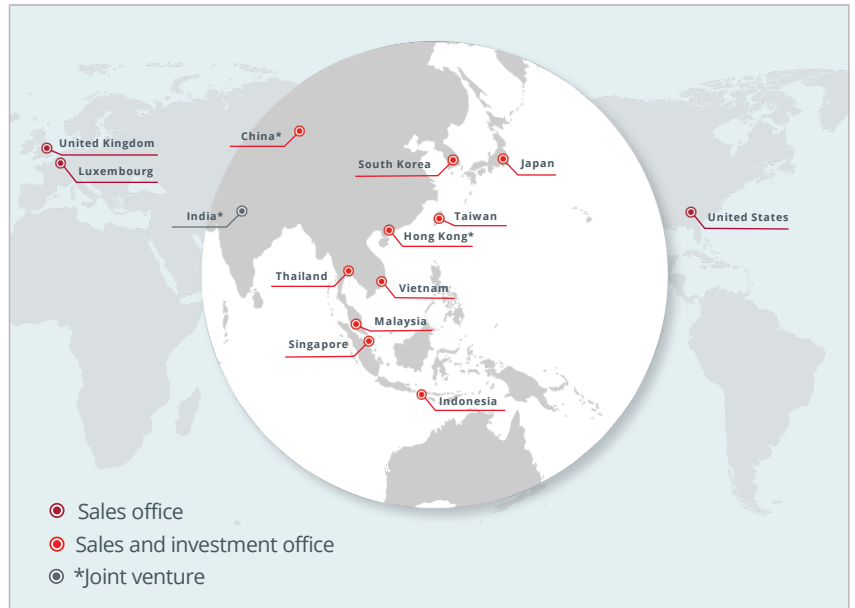 United Kingdom
Luxembourg
China*
South Korea
Japan
India*
Taiwan
Hong Kong*
United States
Thailand
Vietnam
Malaysia
Singapore
Indonesia
Sales office
Sales and investment office
*Joint venture